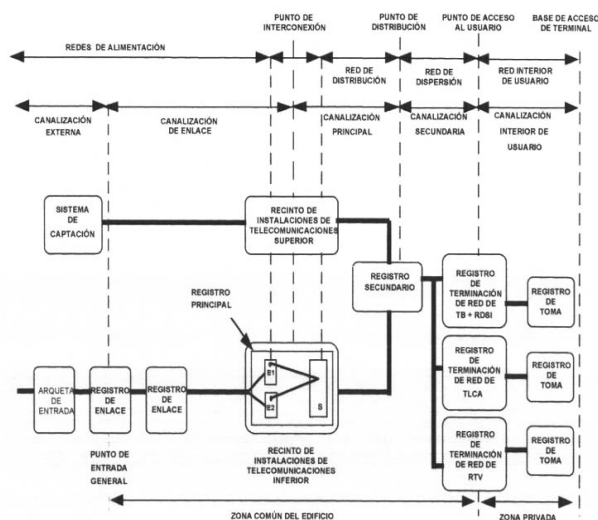 PUNTO DE
INTERCONEXIÓN
PUNTO DE
DISTRIBUCIÓN
PUNTO DE ACCESO
AL USUARIO
BASE DE ACCESO
DE TERMINAL
REDES DE ALIMENTACIÓN
RED DE
DISTRIBUCIÓN
RED DE
DISPERSIÓN
RED INTERIOR
DE USUARIO
CANALIZACIÓN
EXTERNA
CANALIZACIÓN
DE ENLACE
CANALIZACIÓN
PRINCIPAL
CANALIZACIÓN
SECUNDARIA
CANALIZACIÓN
INTERIOR DE
USUARIO
SISTEMA
DE
CAPTACIÓN
RECINTO DE
INSTALACIONES DE
TELECOMUNICACIONES
SUPERIOR
REGISTRO
PRINCIPAL
REGISTRO
SECUNDARIO
REGISTRO
DE
TERMINACIÓN
DE RED DE
TB + RDSI
REGISTRO
DE TOMA
ARQUETA
DE
ENTRADA
REGISTRO
DE
ENLACE
REGISTRO
DE
ENLACE
E1
E2
S
REGISTRO
DE
TERMINACIÓN
DE RED DE
TLCA
REGISTRO
DE
TOMA
PUNTO
DE
ENTRADA
GENERAL
RECINTO DE
INSTALACIONES DE
TELECOMUNICACIONES
INFERIOR
REGISTRO
DE
TERMINACIÓN
DE RED DE
RTV
REGISTRO
DE
TOMA
ZONA COMÚN DEL EDIFICIO
ZONA PRIVADA